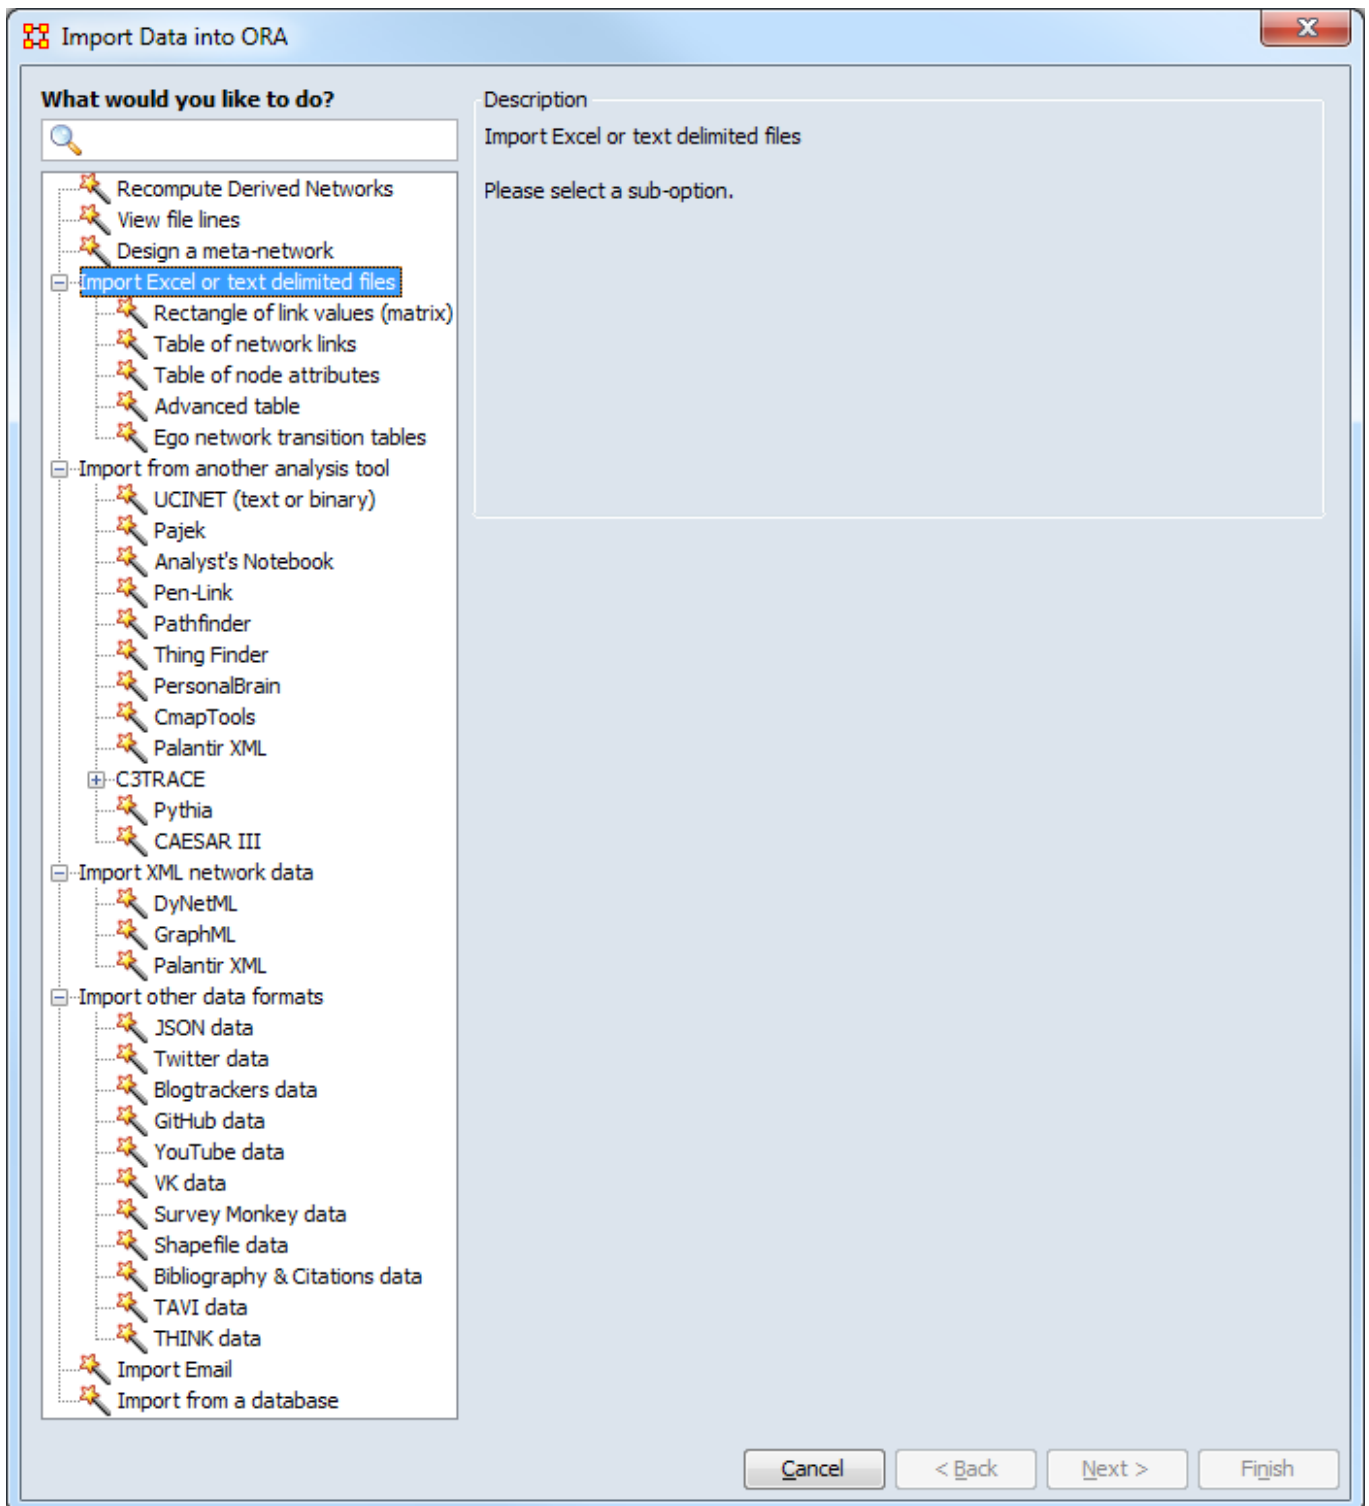 Import Data into ORA
What would you like to do?
Recompute Derived Networks
View file lines
Design a meta-network
Import Excel or text delimited files
Rectangle of link values (matrix)
Table of network links
Table of node attributes
Advanced table
Ego network transition tables
Import from another analysis tool
UCINET (text or binary)
Pajek
Analyst's Notebook
Pen-Link
Pathfinder
Thing Finder
PersonalBrain
CmapTools
Palantir XML
C3TRACE
Pythia
CAESAR III
Import XML network data
DyNetML
GraphML
Palantir XML
Import other data formats
JSON data
Twitter data
Blogtrackers data
GitHub data
YouTube data
VK data
Survey Monkey data
Shapefile data
Bibliography & Citations data
TAVI data
THINK data
Import Email
Import from a database
Description
Import Excel or text delimited files
Please select a sub-option.
Cancel
< Back
Next >
Finish